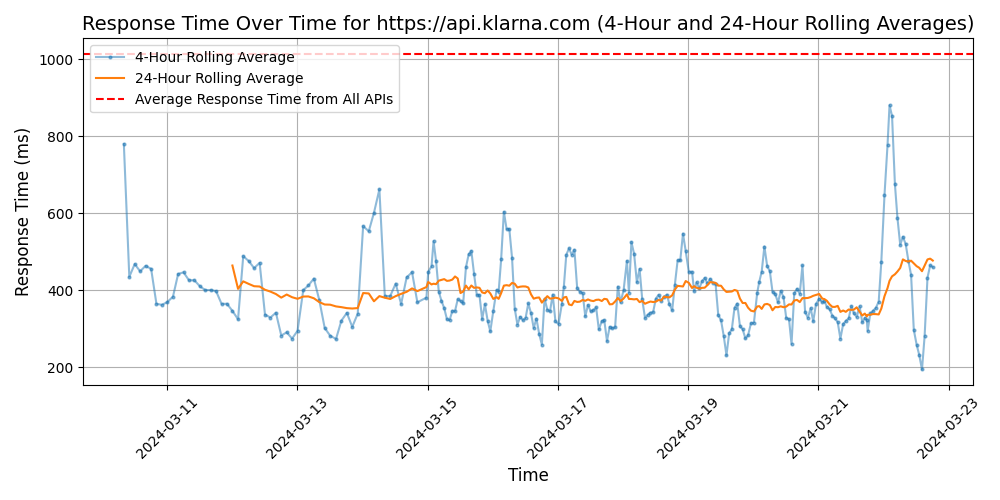 Response Time Over Time for https://api.klarna.com (4-Hour and 24-Hour Rolling Averages)
4-Hour Rolling Average
24-Hour Rolling Average
Average Response Time from All APIs
Response Time (ms)
1000
800
600
400
200
2024-03-11
2024-03-13
2024-03-15
2024-03-17
2024-03-19
2024-03-21
2024-03-23
Time